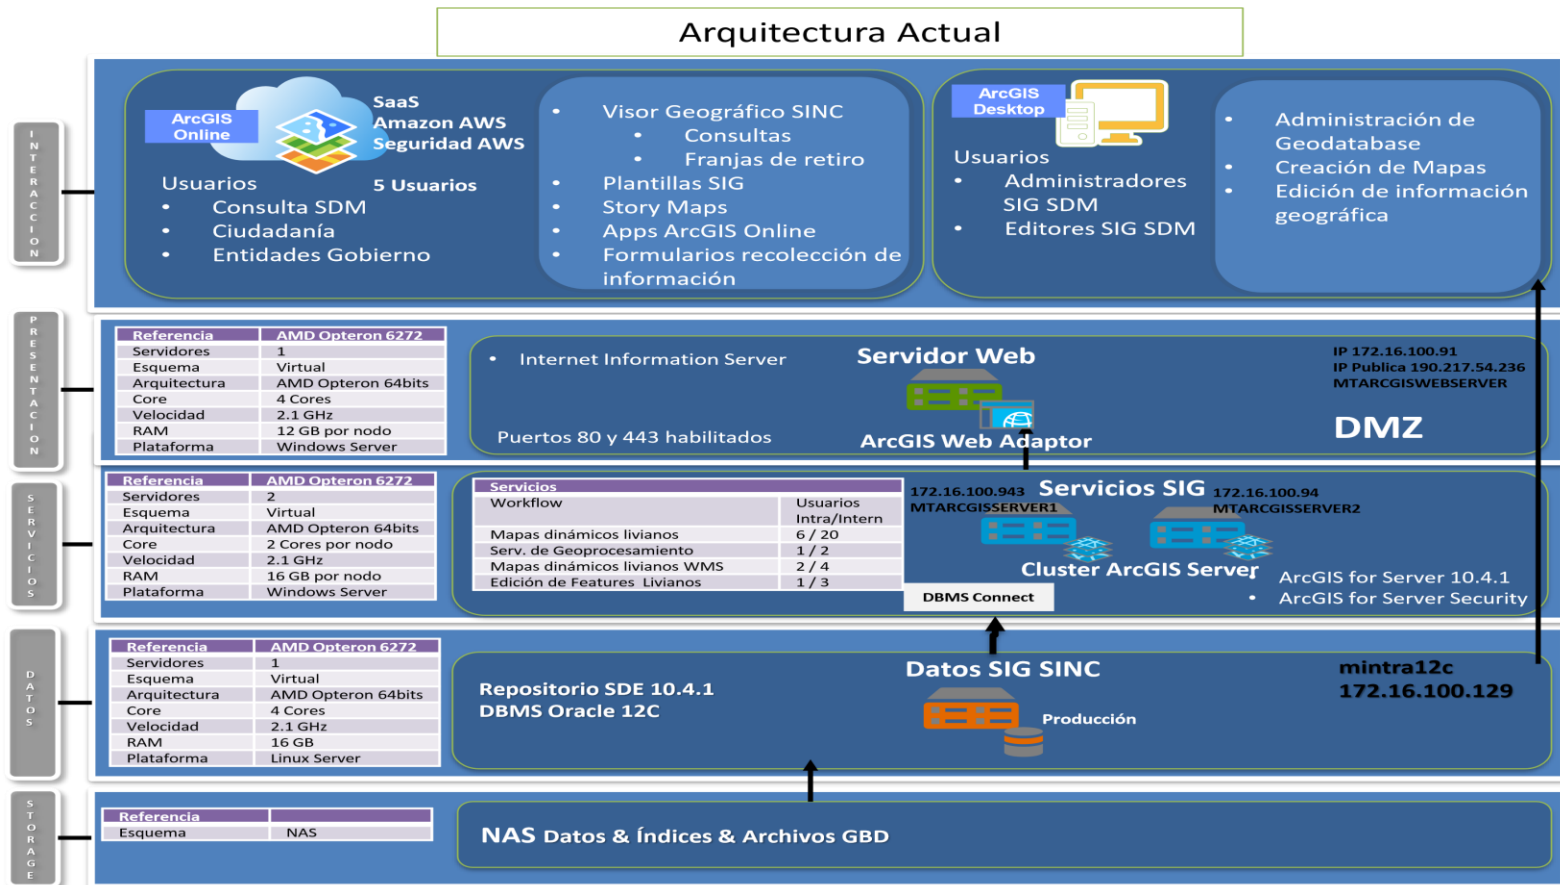 Arquitectura Actual
INTERACCION
ArcGIS
Online
SaaS
Amazon AWS
Seguridad AWS
5 Usuarios
Usuarios
• Consulta SDM
• Ciudadanía
• Entidades Gobierno
• Visor Geográfico SINC
• Consultas
• Franjas de retiro
• Plantillas SIG
• Story Maps
• Apps ArcGIS Online
• Formularios recolección de
información
ArcGIS
Desktop
Usuarios
• Administradores
SIG SDM
• Editores SIG SDM
• Administración de
Geodatabase
• Creación de Mapas
• Edición de información
geográfica
PRESENTACION
Referencia AMD Opteron 6272
Servidores 1
Esquema Virtual
Arquitectura AMD Opteron 64bits
Core 4 Cores
Velocidad 2.1 GHz
RAM 12 GB por nodo
Plataforma Windows Server
• Internet Information Server
Puertos 80 y 443 habilitados
Servidor Web
ArcGIS Web Adaptor
IP 172.16.100.91
IP Publica 190.217.54.236
MTARCGISWEBSERVER
DMZ
SERVICIOS
Referencia AMD Opteron 6272
Servidores 2
Esquema Virtual
Arquitectura AMD Opteron 64bits
Core 2 Cores por nodo
Velocidad 2.1 GHz
RAM 16 GB por nodo
Plataforma Windows Server
Servicios
Workflow Usuarios
Intra/Intern
Mapas dinámicos livianos 6 / 20
Serv. de Geoprocesamiento 1 / 2
Mapas dinámicos livianos WMS 2 / 4
Edición de Features Livianos 1 / 3
Servicios SIG
172.16.100.943
MTARCGISSERVER1
172.16.100.94
MTARCGISSERVER2
Cluster ArcGIS Server
• ArcGIS for Server 10.4.1
• ArcGIS for Server Security
DBMS Connect
DATOS
Referencia AMD Opteron 6272
Servidores 1
Esquema Virtual
Arquitectura AMD Opteron 64bits
Core 4 Cores
Velocidad 2.1 GHz
RAM 16 GB
Plataforma Linux Server
Repositorio SDE 10.4.1
DBMS Oracle 12C
Datos SIG SINC
Producción
mintra12c
172.16.100.129
STORAGE
Referencia
Esquema NAS
NAS Datos & Índices & Archivos GBD